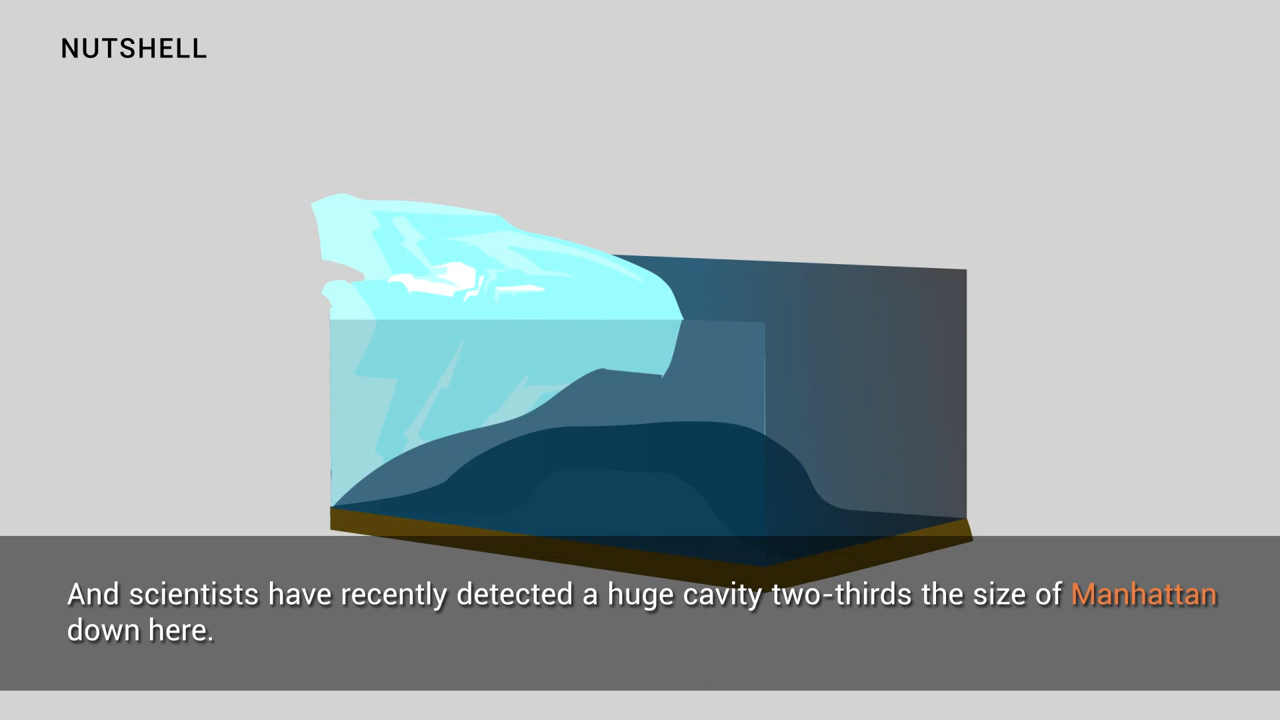 NUTSHELL
And scientists have recently detected a huge cavity two-thirds the size of Manhattan
down here.